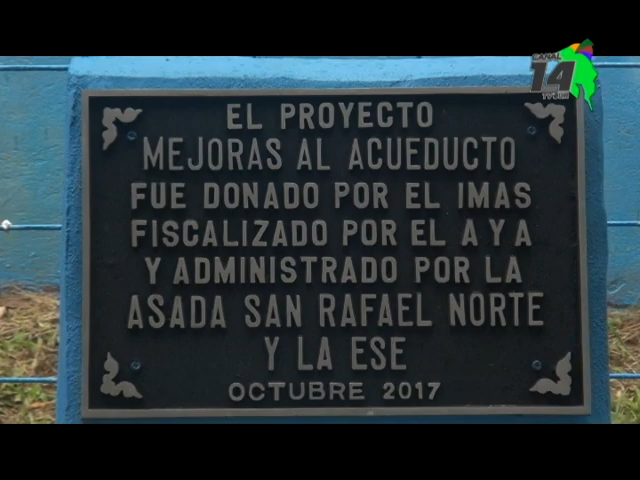 CANAL
14
EL PROYECTO
MEJORAS AL ACUEDUCTO
FUE DONADO POR EL IMAS
FISCALIZADO POR EL A Y A
Y ADMINISTRADO POR LA
ASADA SAN RAFAEL NORTE
Y LA ESE
OCTUBRE 2017